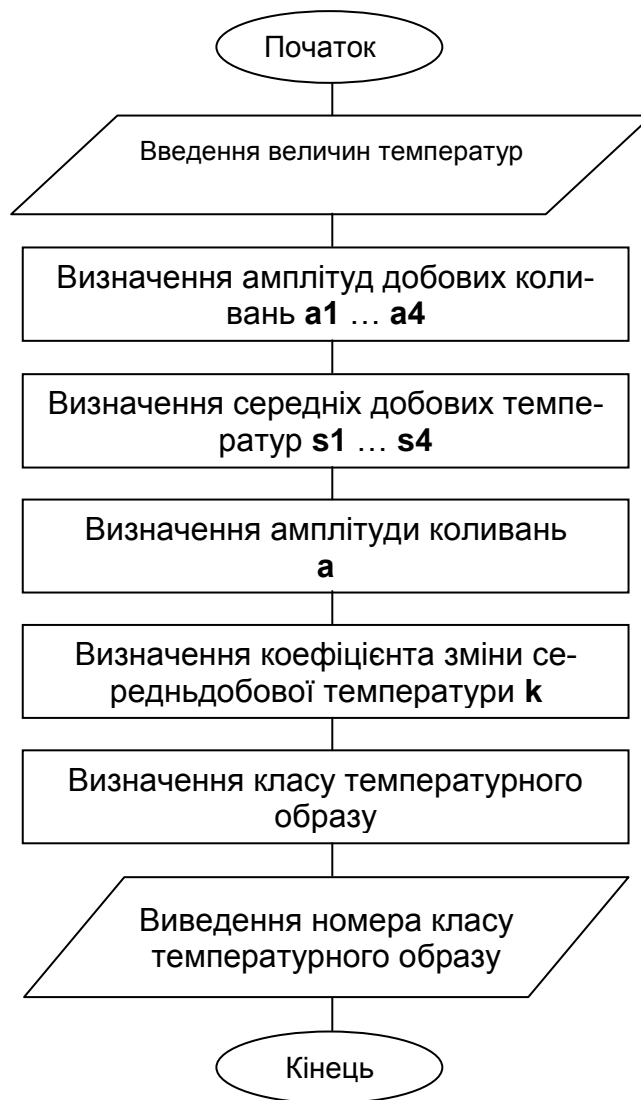 Початок
Введення величин температур
Визначення амплітуд добових коли-
вань a1 … a4
Визначення середніх добових темпе-
ратур s1 … s4
Визначення амплітуди коливань
a
Визначення коефіцієнта зміни се-
редньдобової температури k
Визначення класу температурного
образу
Виведення номера класу
температурного образу
Кінець